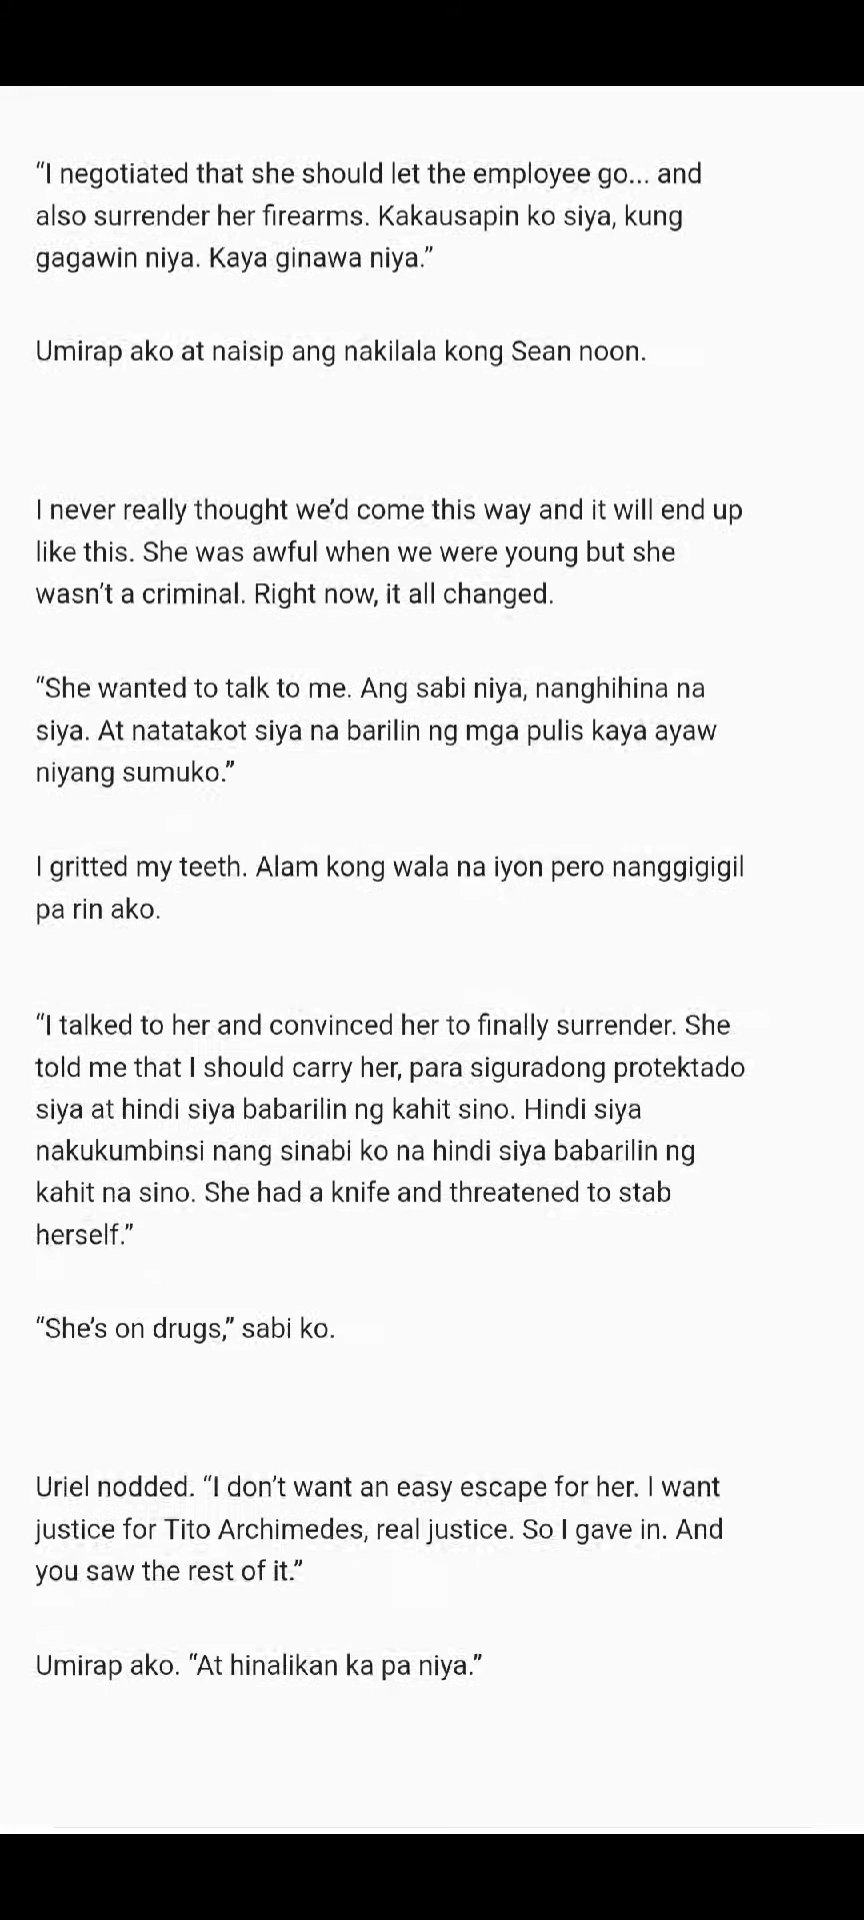 “I negotiated that she should let the employee go... and
also surrender her firearms. Kakausapin ko siya, kung
gagawin niya. Kaya ginawa niya.”
Umirap ako at naisip ang nakilala kong Sean noon.
I never really thought we’d come this way and it will end up
like this. She was awful when we were young but she
wasn’t a criminal. Right now, it all changed.
“She wanted to talk to me. Ang sabi niya, nanghihina na
siya. At natatakot siya na barilin ng mga pulis kaya ayaw
niyang sumuko.”
I gritted my teeth. Alam kong wala na iyon pero nanggigigil
pa rin ako.
“I talked to her and convinced her to finally surrender. She
told me that I should carry her, para siguradong protektado
siya at hindi siya babarilin ng kahit sino. Hindi siya
nakukumbinsi nang sinabi ko na hindi siya babarilin ng
kahit na sino. She had a knife and threatened to stab
herself.”
“She’s on drugs,” sabi ko.
Uriel nodded. “I don’t want an easy escape for her. I want
justice for Tito Archimedes, real justice. So I gave in. And
you saw the rest of it.”
Umirap ako. “At hinalikan ka pa niya.”